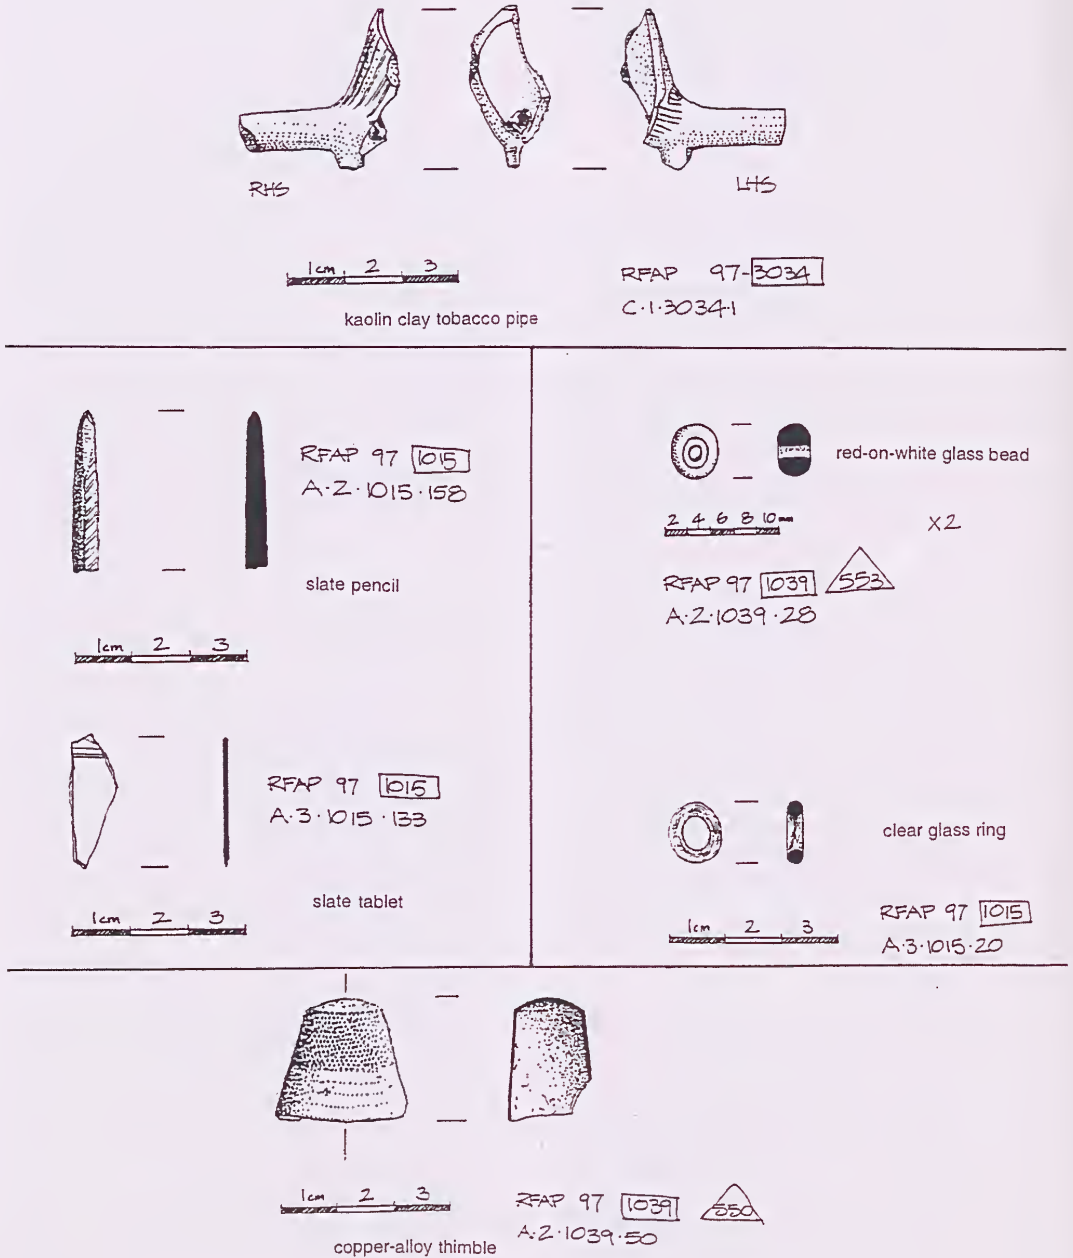 RHS
LHS
1cm 2 3
RFAP 97-3034
C·1·3034·1
kaolin clay tobacco pipe
RFAP 97 1015
A·2·1015·158
slate pencil
1cm 2 3
RFAP 97 1015
A·3·1015·133
slate tablet
1cm 2 3
red-on-white glass bead
2 4 6 8 10mm
x2
RFAP 97 1039 553
A·2·1039·28
clear glass ring
1cm 2 3
RFAP 97 1015
A·3·1015·20
1cm 2 3
RFAP 97 1039 550
A·2·1039·50
copper-alloy thimble